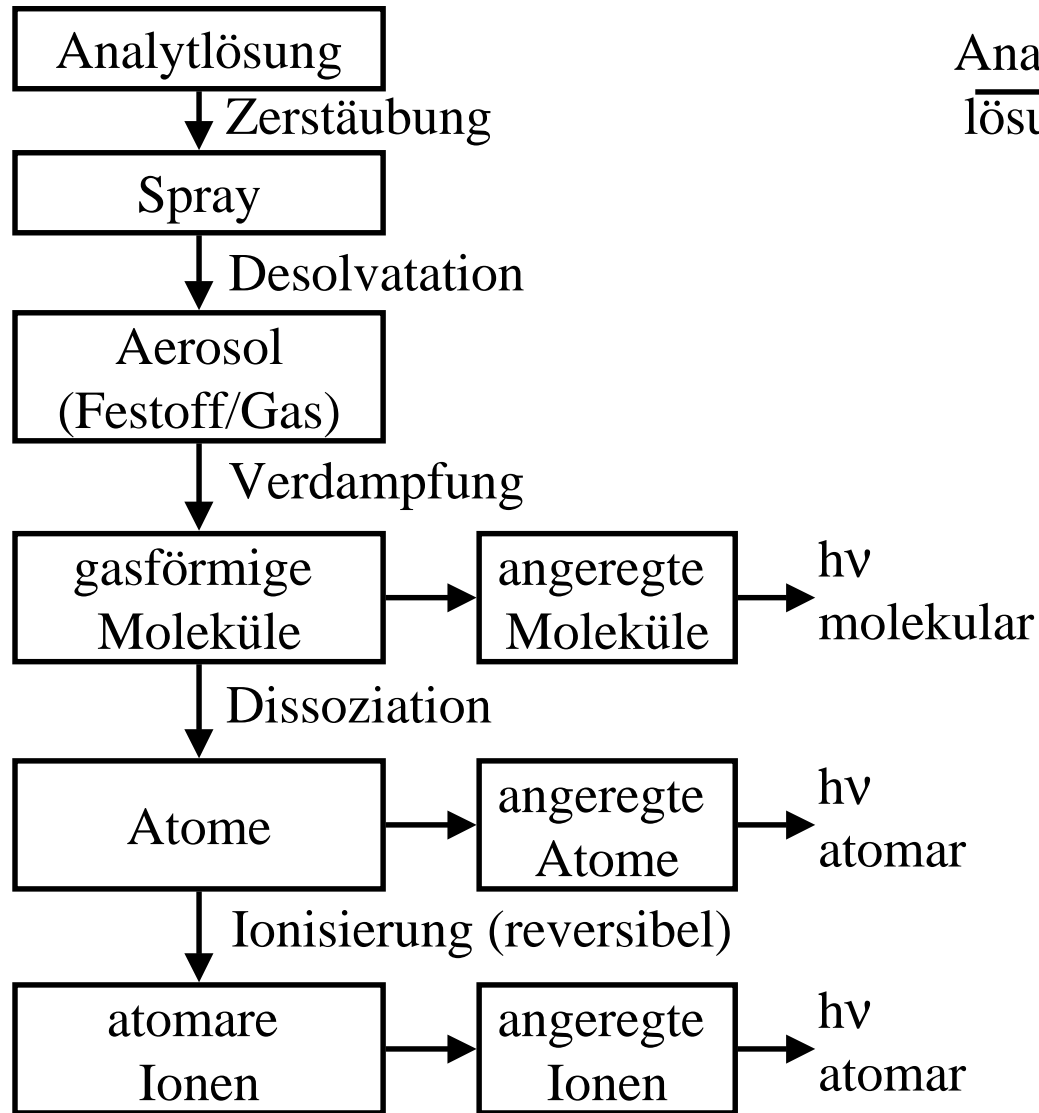 Analytlösung
Zerstäubung
Spray
Desolvatation
Aerosol
(Festoff/Gas)
Verdampfung
gasförmige
Moleküle
angeregte
Moleküle
hν
molekular
Dissoziation
Atome
angeregte
Atome
hν
atomar
Ionisierung (reversibel)
atomare
Ionen
angeregte
Ionen
hν
atomar